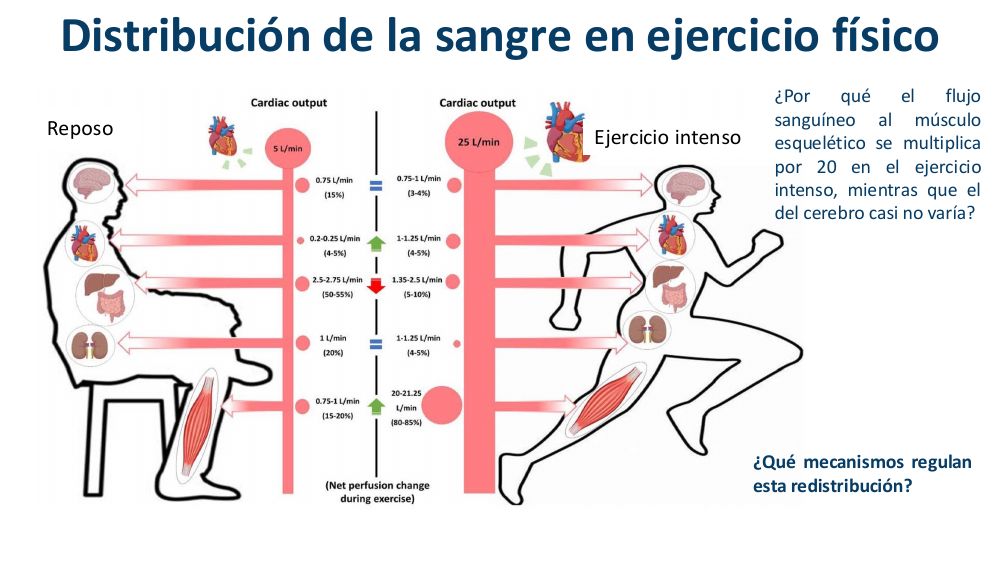 Distribución de la sangre en ejercicio físico
Cardiac output
Cardiac output
Reposo
5 L/min
25 L/min
Ejercicio intenso
¿Por qué el flujo
sanguíneo al músculo
esquelético se multiplica
por 20 en el ejercicio
intenso, mientras que el
del cerebro casi no varía?
0.75 L/min
(15%)
0.75-1 L/min
(3-4%)
0.2-0.25 L/min
(4-5%)
1-1.25 L/min
(4-5%)
2.5-2.75 L/min
(50-55%)
1.35-2.5 L/min
(5-10%)
1 L/min
(20%)
1-1.25 L/min
(4-5%)
0.75-1 L/min
(15-20%)
20-21.25
L/min
(80-85%)
(Net perfusion change
during exercise)
¿Qué mecanismos regulan
esta redistribución?